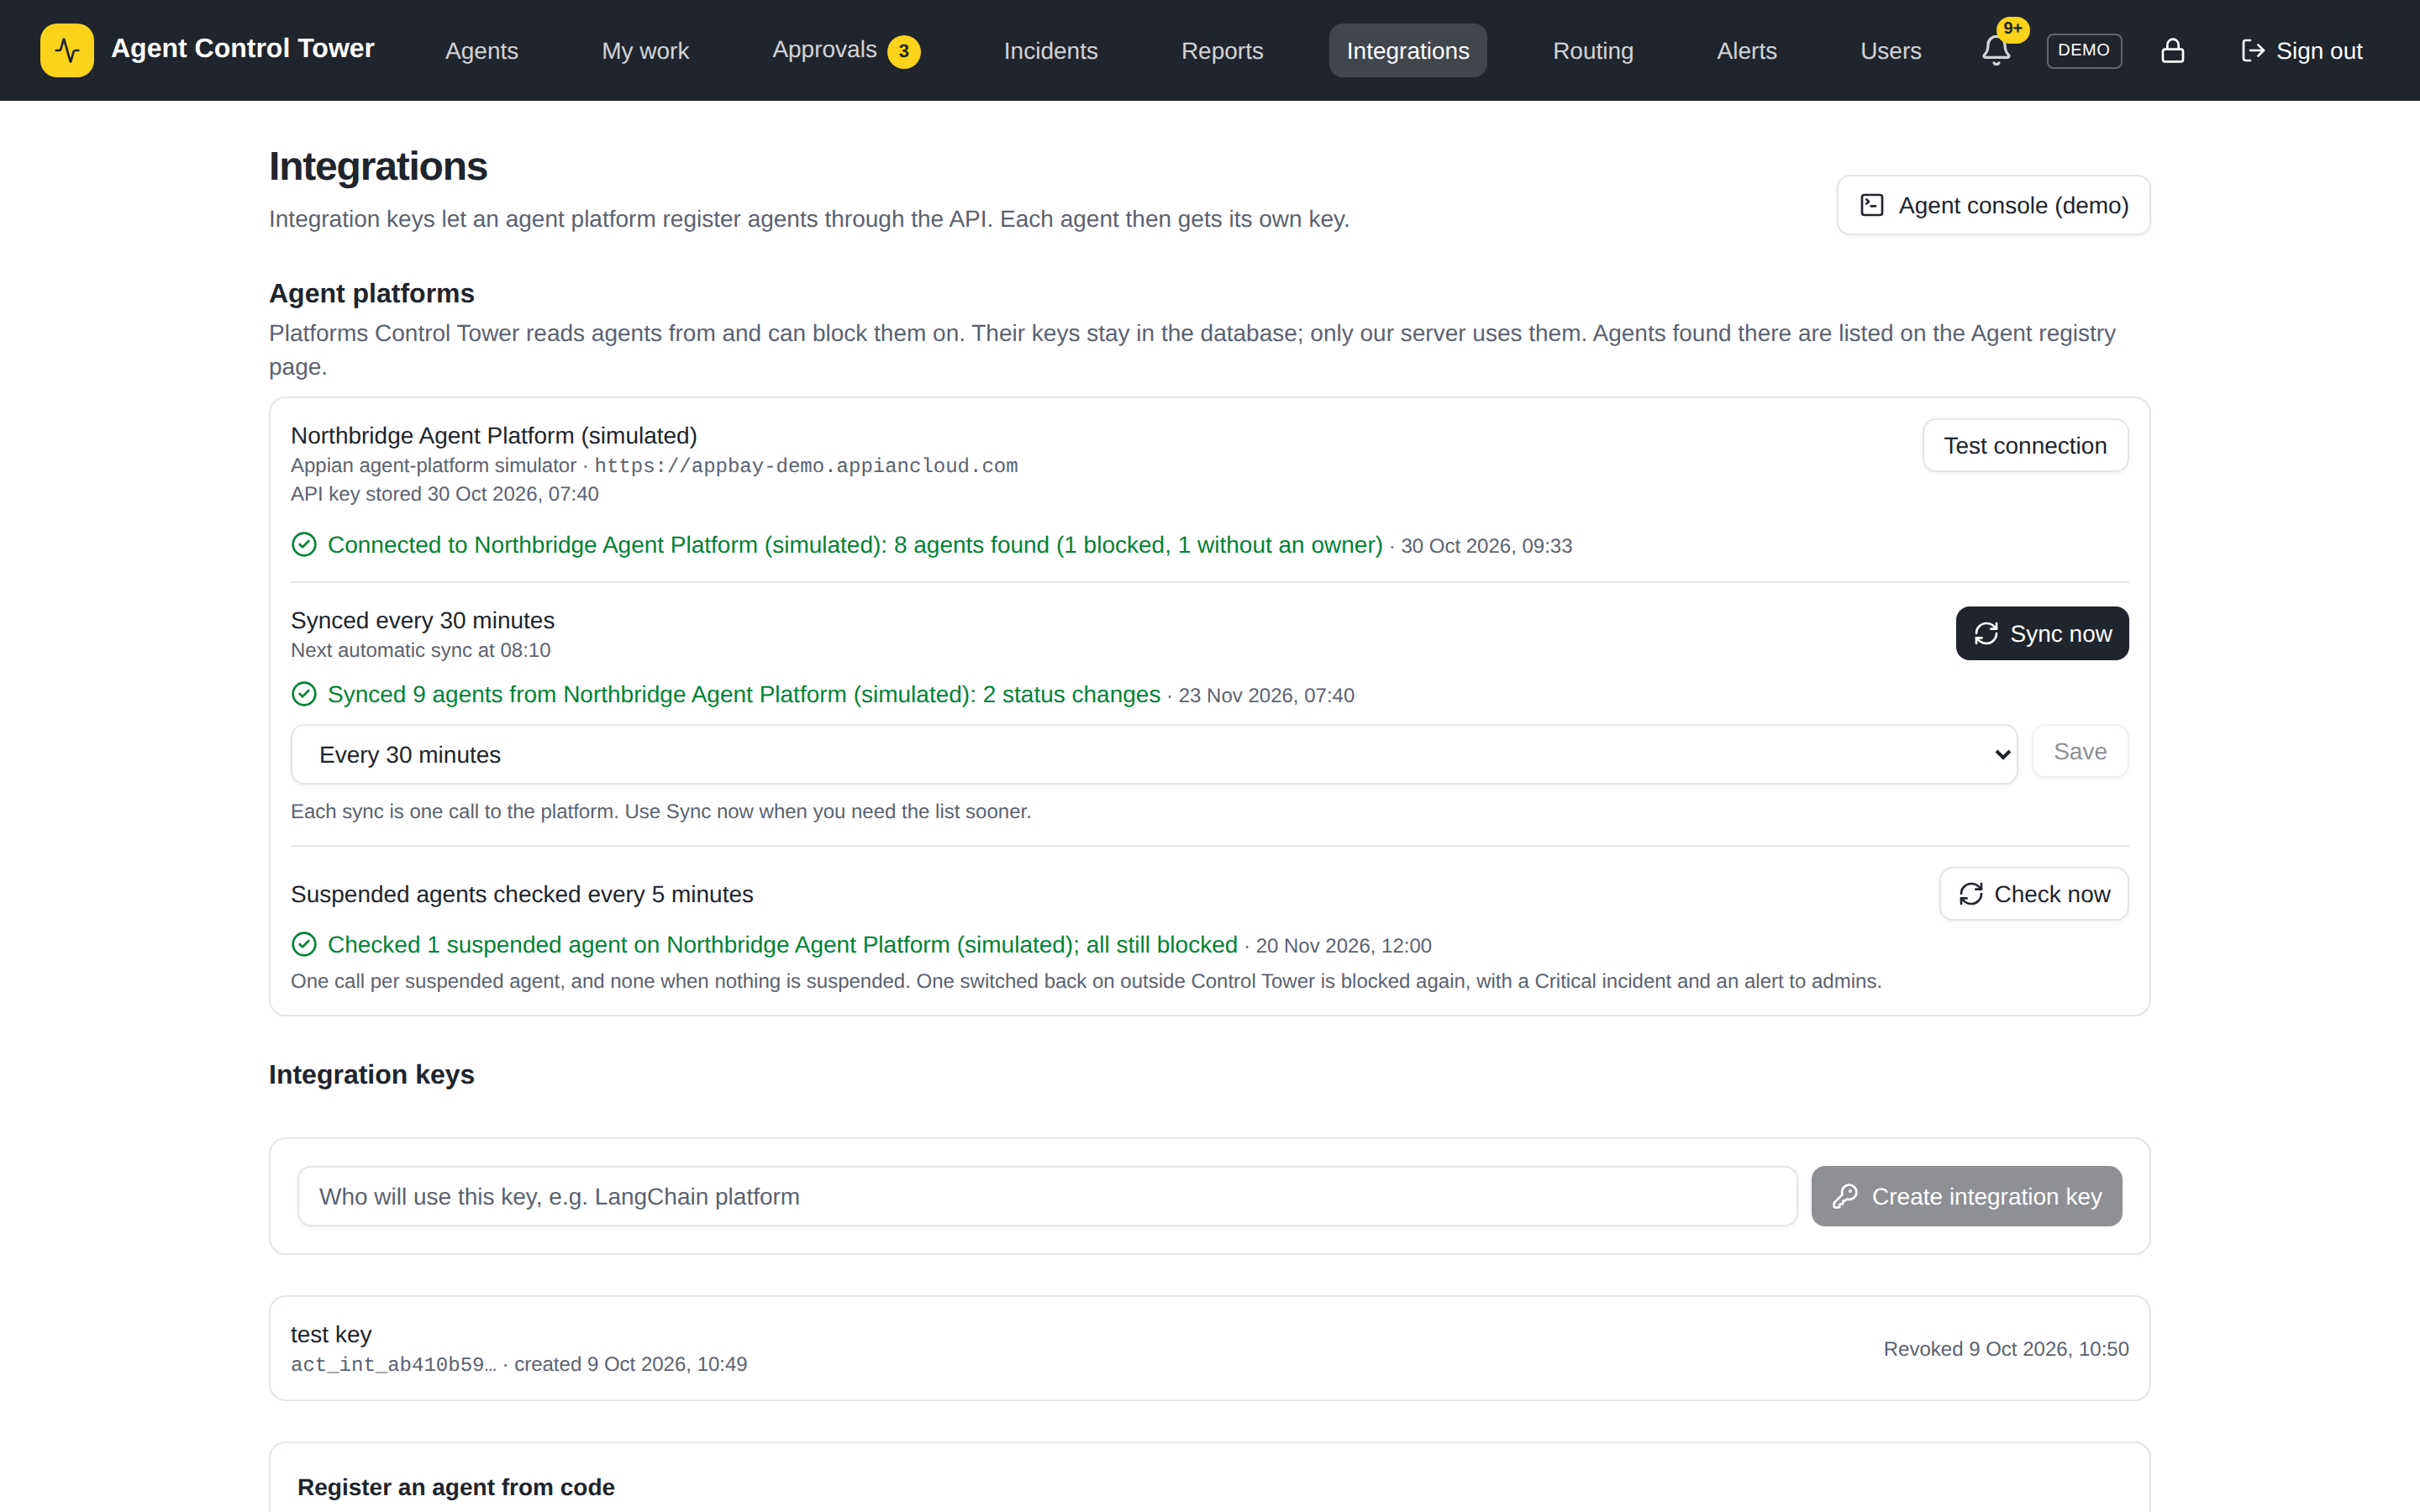 Agent Control Tower
Agents
My work
Approvals 3
Incidents
Reports
Integrations
Routing
Alerts
Users
9+
DEMO
Sign out
Integrations
Integration keys let an agent platform register agents through the API. Each agent then gets its own key.
Agent console (demo)
Agent platforms
Platforms Control Tower reads agents from and can block them on. Their keys stay in the database; only our server uses them. Agents found there are listed on the Agent registry
page.
Northbridge Agent Platform (simulated)
Appian agent-platform simulator · https://appbay-demo.appiancloud.com
API key stored 30 Oct 2026, 07:40
Test connection
Connected to Northbridge Agent Platform (simulated): 8 agents found (1 blocked, 1 without an owner) · 30 Oct 2026, 09:33
Synced every 30 minutes
Next automatic sync at 08:10
Sync now
Synced 9 agents from Northbridge Agent Platform (simulated): 2 status changes · 23 Nov 2026, 07:40
Every 30 minutes
Save
Each sync is one call to the platform. Use Sync now when you need the list sooner.
Suspended agents checked every 5 minutes
Check now
Checked 1 suspended agent on Northbridge Agent Platform (simulated); all still blocked · 20 Nov 2026, 12:00
One call per suspended agent, and none when nothing is suspended. One switched back on outside Control Tower is blocked again, with a Critical incident and an alert to admins.
Integration keys
Who will use this key, e.g. LangChain platform
Create integration key
test key
act_int_ab410b59… · created 9 Oct 2026, 10:49
Revoked 9 Oct 2026, 10:50
Register an agent from code